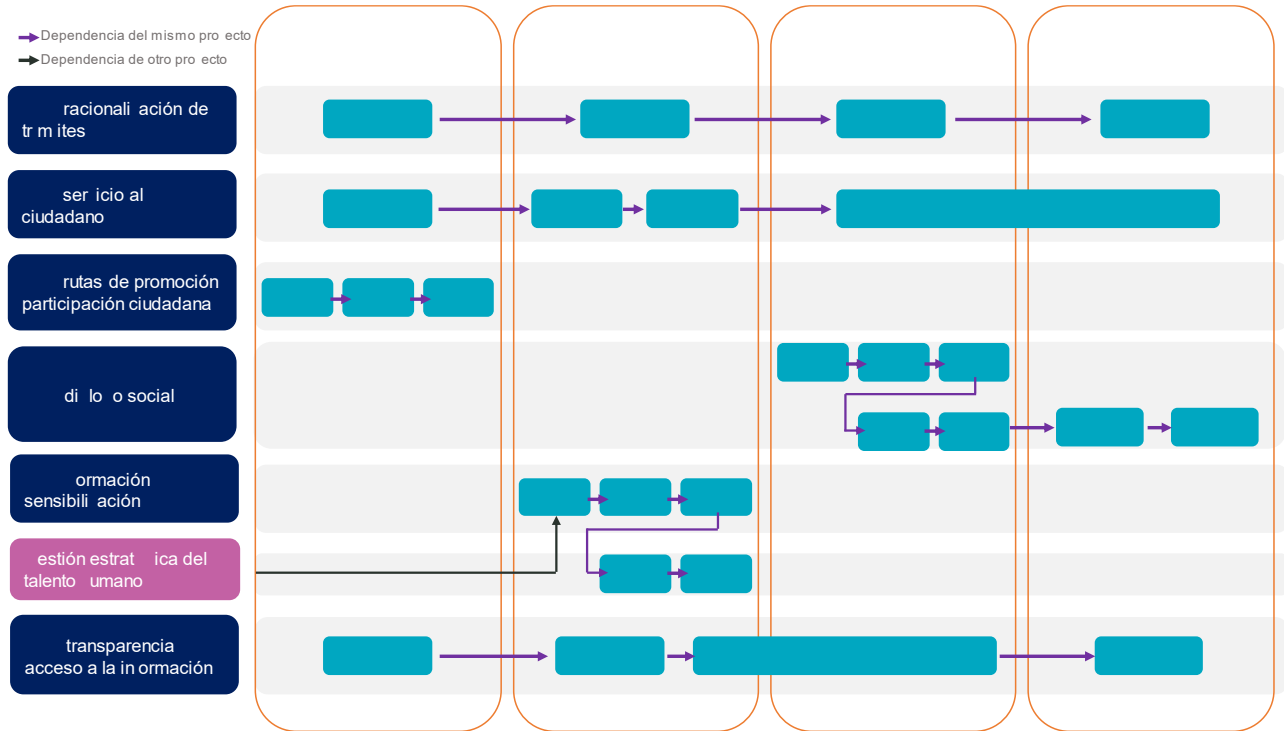 Dependencia del mismo pro ecto
Dependencia de otro pro ecto
racionali ación de
tr m ites
ser icio al
ciudadano
rutas de promoción
participación ciudadana
di lo o social
ormación
sensibili ación
estión estrat ica del
talento umano
transparencia
acceso a la in ormación